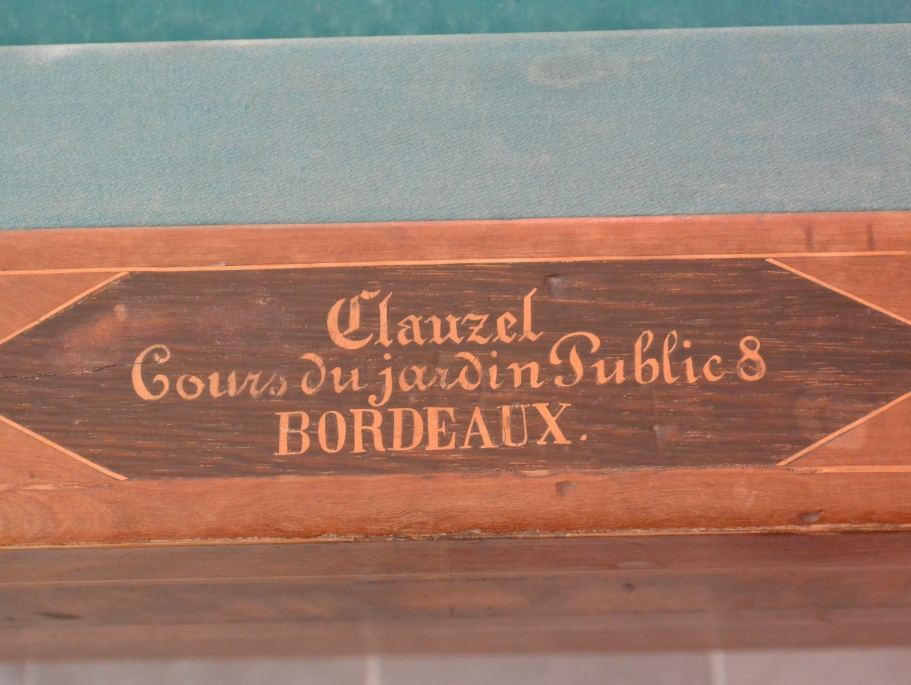 Clauzel
Cours du jardin Public 8
BORDEAUX.